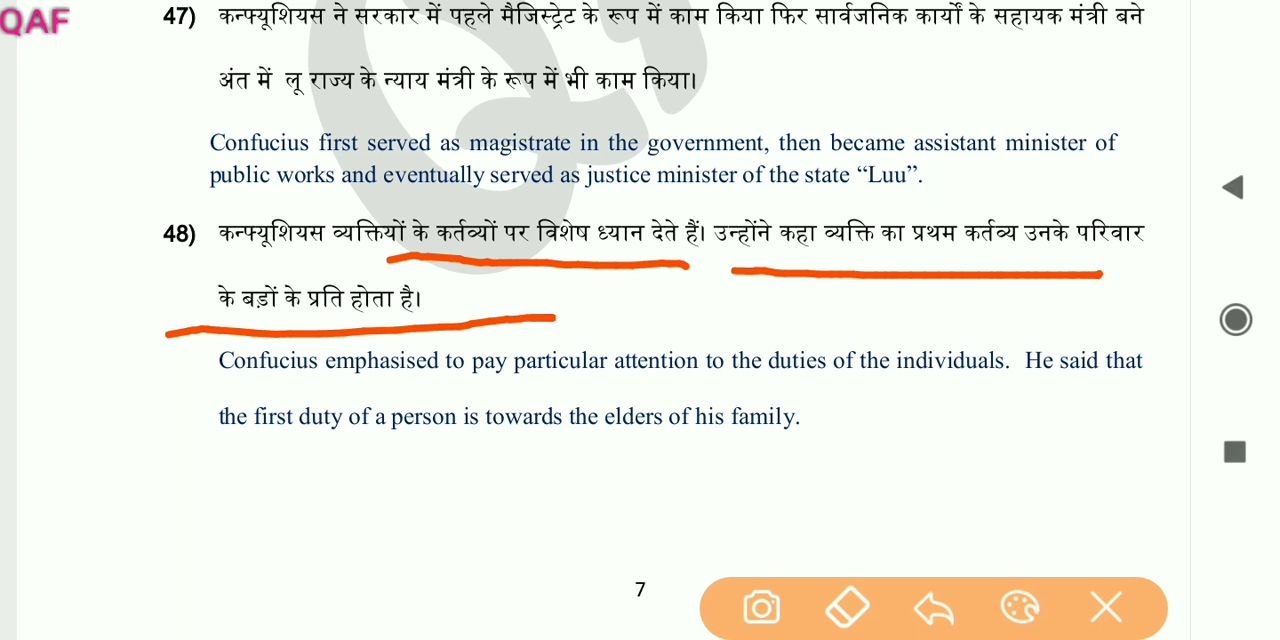 QAF
47) कन्फ्यूशियस ने सरकार में पहले मैजिस्ट्रेट के रूप में काम किया फिर सार्वजनिक कार्यों के सहायक मंत्री बने
अंत में लू राज्य के न्याय मंत्री के रूप में भी काम किया।
Confucius first served as magistrate in the government, then became assistant minister of
public works and eventually served as justice minister of the state “Luu”.
48) कन्फ्यूशियस व्यक्तियों के कर्तव्यों पर विशेष ध्यान देते हैं। उन्होंने कहा व्यक्ति का प्रथम कर्तव्य उनके परिवार
के बड़ों के प्रति होता है।
Confucius emphasised to pay particular attention to the duties of the individuals. He said that
the first duty of a person is towards the elders of his family.
7